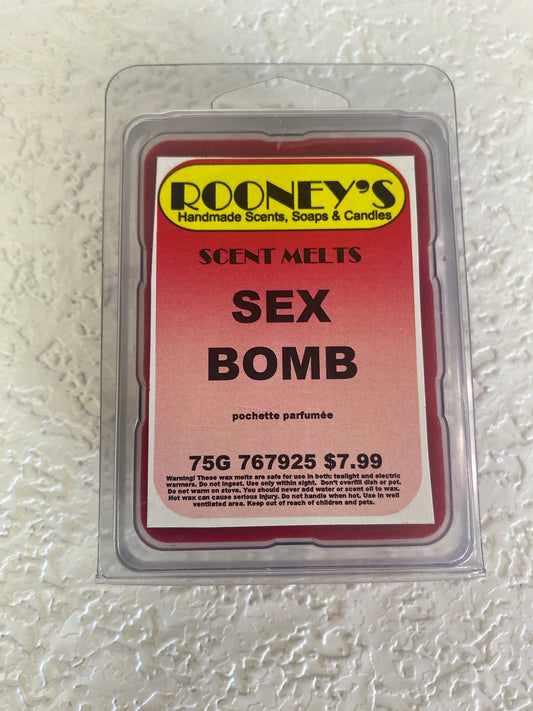 ROONEY'S
Handmade Scents, Soaps & Candles
SCENT MELTS
SEX
BOMB
pochette parfumée
75G 767925 $7.99
Warning! These wax melts are safe for use in both: tealight and electric
warmers. Do not ingest. Use only within sight. Don't overfill dish or pot.
Do not warm on stove. You should never add water or scent oil to wax.
Hot wax can cause serious injury. Do not handle when hot. Use in well
ventilated area. Keep out of reach of children and pets.